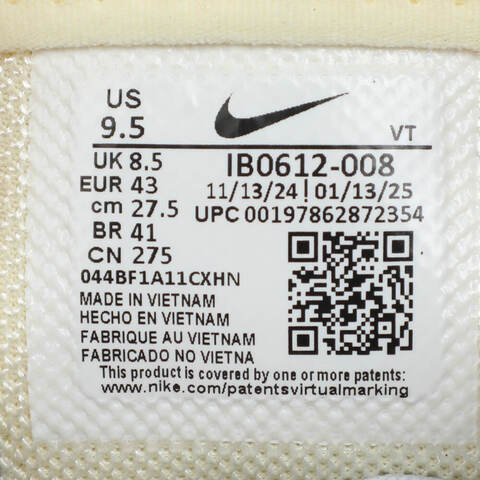 US
9.5
VT
UK 8.5
EUR 43
cm 27.5
BR 41
CN 275
IB0612-008
11/13/24 | 01/13/25
UPC 00197862872354
044BF1A11CXHN
MADE IN VIETNAM
HECHO EN VIETNAM
FABRIQUE AU VIETNAM
FABRICADO NO VIETNA
This product is covered by one or more patents:
www.nike.com/patentsvirtualmarking